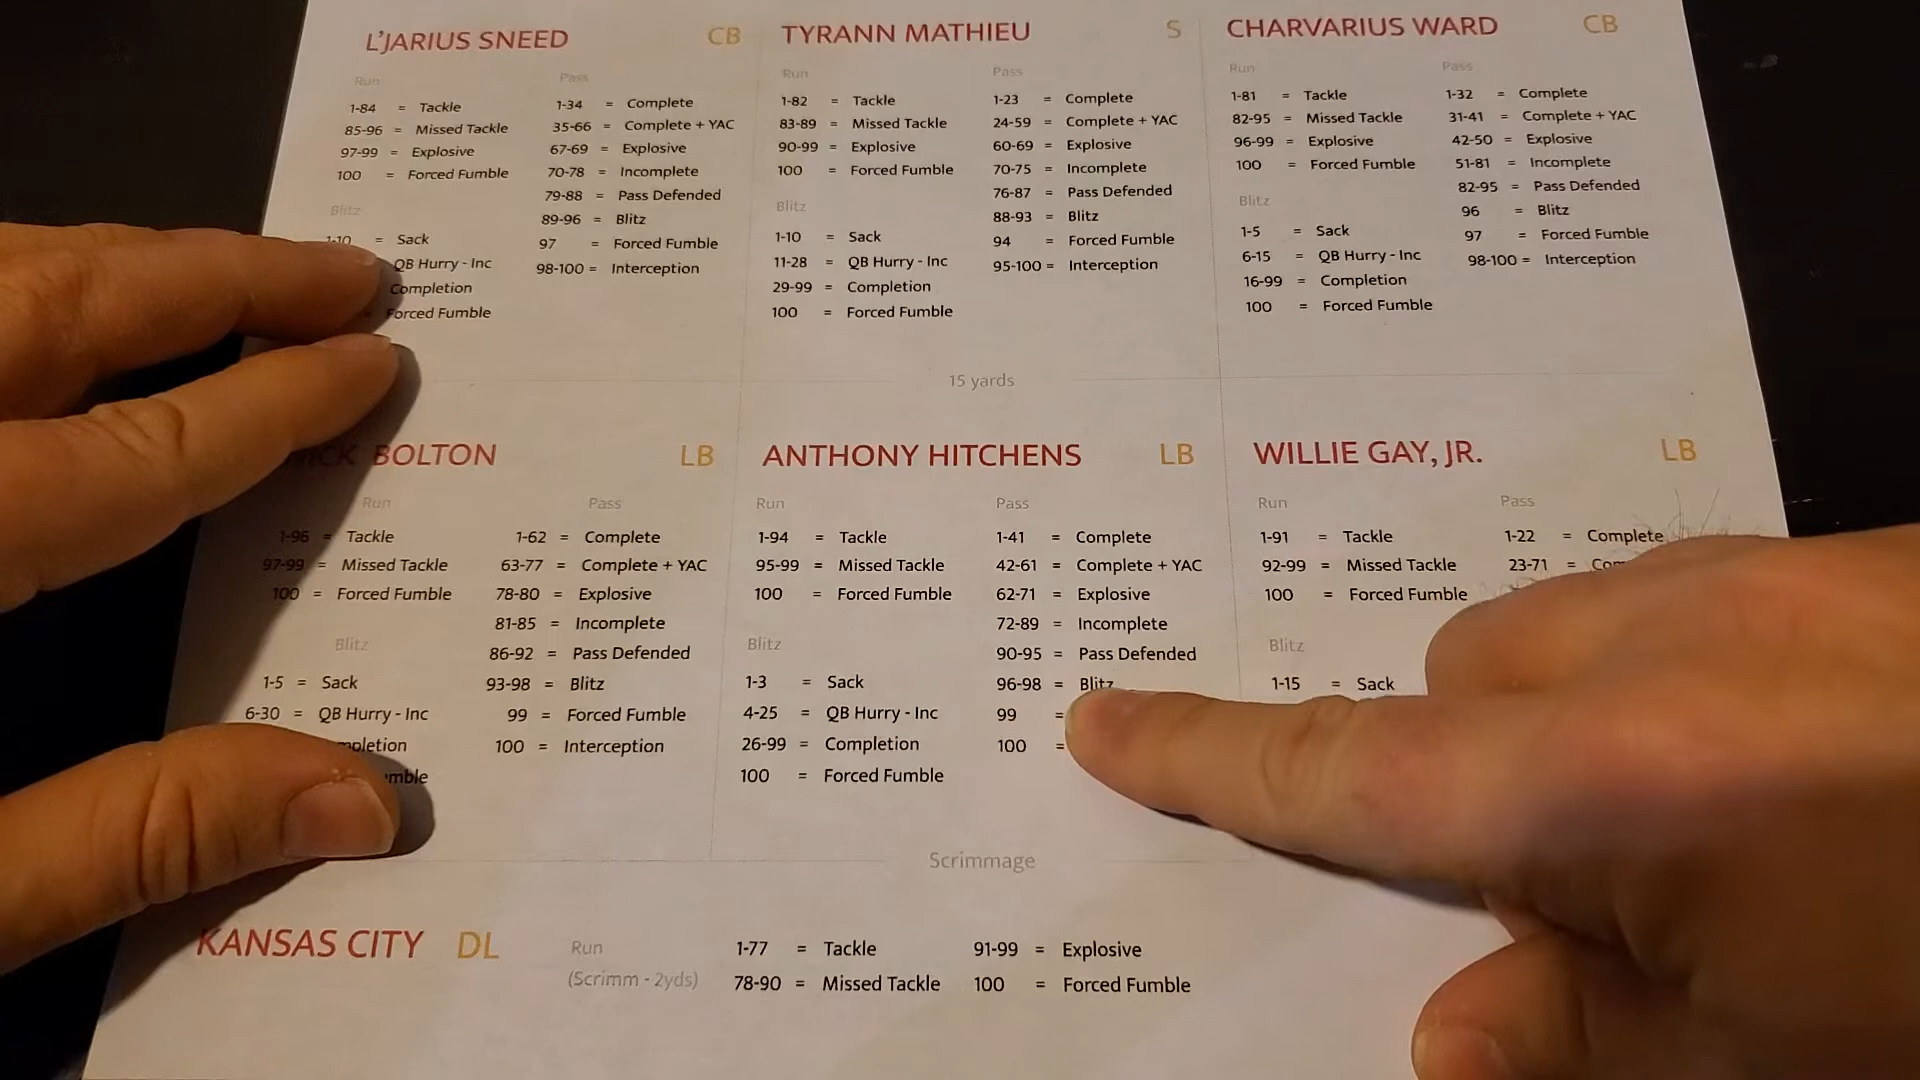 L'JARIUS SNEED CB
Run
1-84 = Tackle
85-96 = Missed Tackle
97-99 = Explosive
100 = Forced Fumble
Pass
1-34 = Complete
35-66 = Complete + YAC
67-69 = Explosive
70-78 = Incomplete
79-88 = Pass Defended
89-96 = Blitz
97 = Forced Fumble
98-100 = Interception
Blitz
1-10 = Sack
QB Hurry - Inc
Completion
Forced Fumble
TYRANN MATHIEU S
Run
1-82 = Tackle
83-89 = Missed Tackle
90-99 = Explosive
100 = Forced Fumble
Pass
1-23 = Complete
24-59 = Complete + YAC
60-69 = Explosive
70-75 = Incomplete
76-87 = Pass Defended
88-93 = Blitz
94 = Forced Fumble
95-100 = Interception
Blitz
1-10 = Sack
11-28 = QB Hurry - Inc
29-99 = Completion
100 = Forced Fumble
CHARVARIUS WARD CB
Run
1-81 = Tackle
82-95 = Missed Tackle
96-99 = Explosive
100 = Forced Fumble
Pass
1-32 = Complete
31-41 = Complete + YAC
42-50 = Explosive
51-81 = Incomplete
82-95 = Pass Defended
96 = Blitz
97 = Forced Fumble
98-100 = Interception
Blitz
1-5 = Sack
6-15 = QB Hurry - Inc
16-99 = Completion
100 = Forced Fumble
15 yards
NICK BOLTON LB
Run
1-96 = Tackle
97-99 = Missed Tackle
100 = Forced Fumble
Pass
1-62 = Complete
63-77 = Complete + YAC
78-80 = Explosive
81-85 = Incomplete
86-92 = Pass Defended
93-98 = Blitz
99 = Forced Fumble
100 = Interception
Blitz
1-5 = Sack
6-30 = QB Hurry - Inc
ANTHONY HITCHENS LB
Run
1-94 = Tackle
95-99 = Missed Tackle
100 = Forced Fumble
Pass
1-41 = Complete
42-61 = Complete + YAC
62-71 = Explosive
72-89 = Incomplete
90-95 = Pass Defended
96-98 = Blitz
99 =
100 =
Blitz
1-3 = Sack
4-25 = QB Hurry - Inc
26-99 = Completion
100 = Forced Fumble
WILLIE GAY, JR. LB
Run
1-91 = Tackle
92-99 = Missed Tackle
100 = Forced Fumble
Pass
1-22 = Complete
23-71 =
Blitz
1-15 = Sack
Scrimmage
KANSAS CITY DL
Run
(Scrimm - 2yds)
1-77 = Tackle
78-90 = Missed Tackle
91-99 = Explosive
100 = Forced Fumble